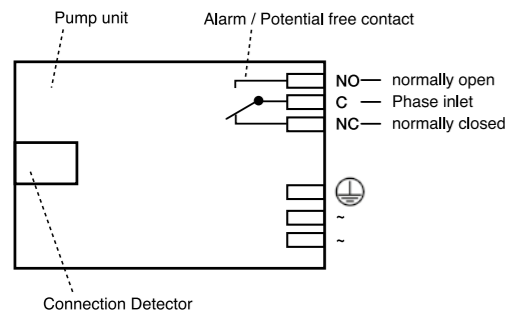 Pump unit
Alarm / Potential free contact
NO — normally open
C — Phase inlet
NC — normally closed
~
~
Connection Detector